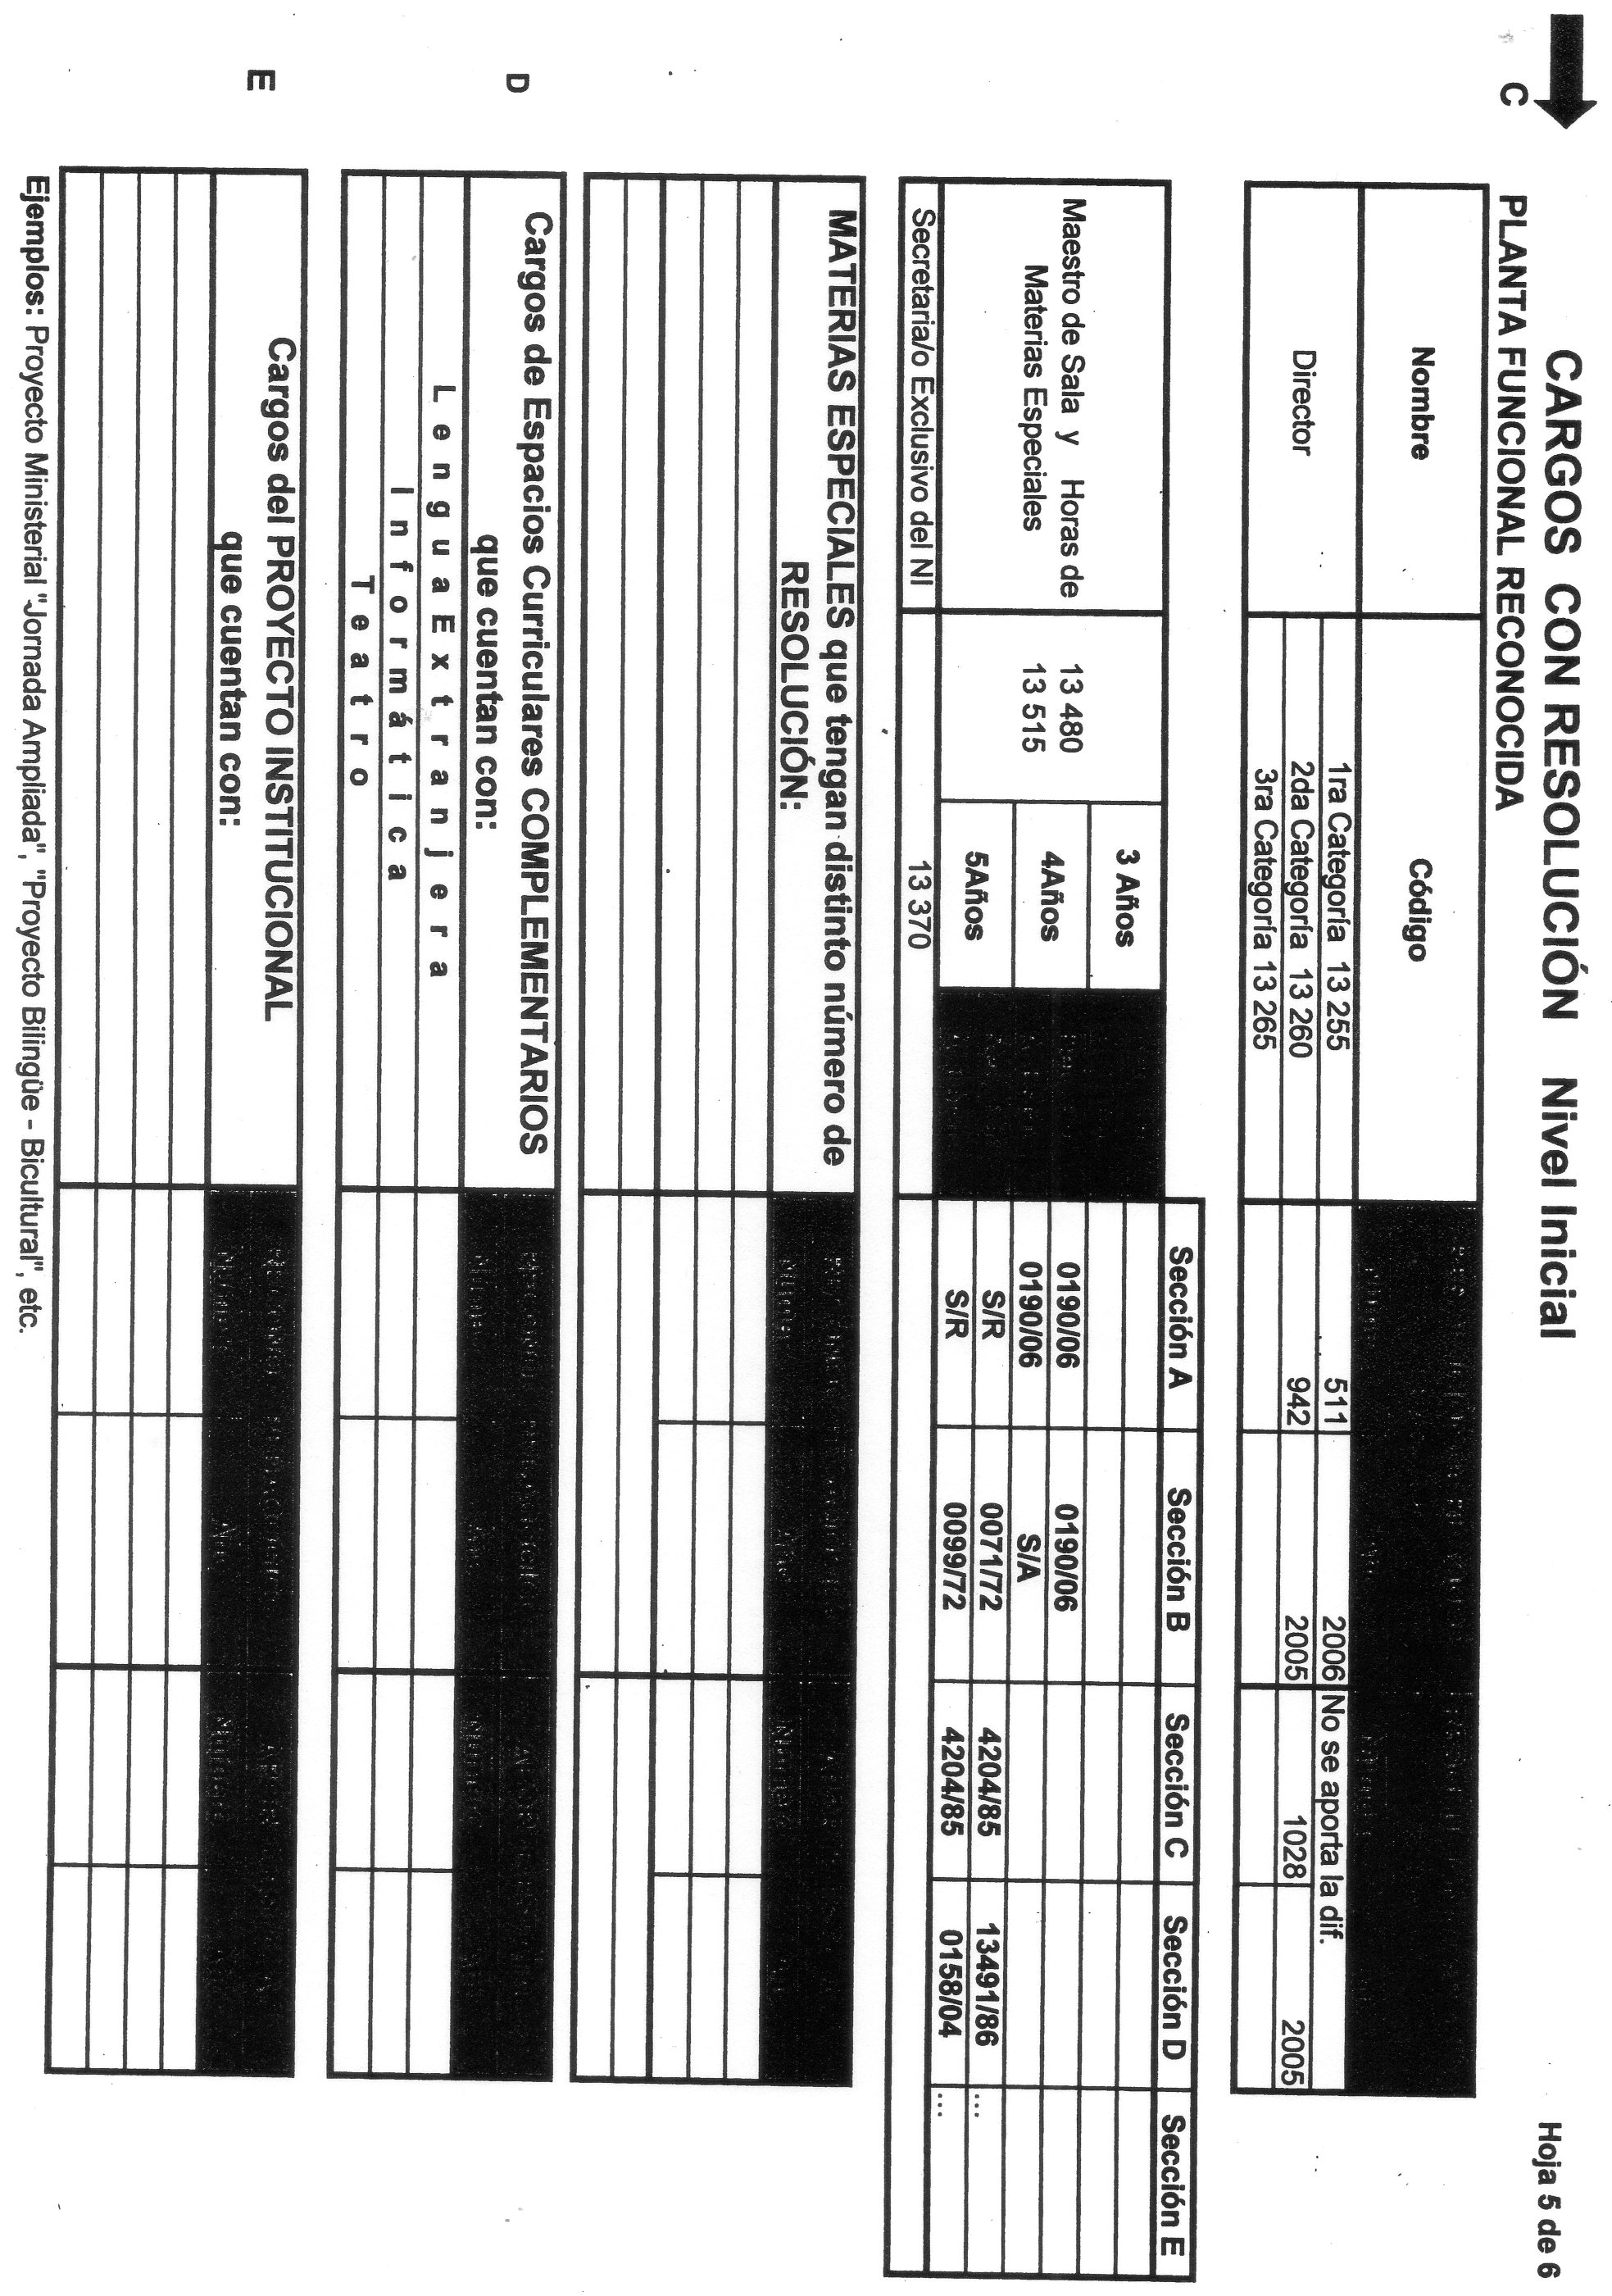 CARGOS CON RESOLUCIÓN Nivel Inicial
Hoja 5 de 6
C
PLANTA FUNCIONAL RECONOCIDA
Nombre
Código
Director
1ra Categoría 13 255
511
2006
No se aporta la dif.
2da Categoría 13 260
942
2005
1028
2005
3ra Categoría 13 265
Sección A
Sección B
Sección C
Sección D
Sección E
Maestro de Sala y Horas de
Materias Especiales
13 480
13 515
3 Años
4Años
0190/06
0190/06
0190/06
S/A
5Años
S/R
0071/72
4204/85
13491/86
...
S/R
0099/72
4204/85
0158/04
...
Secretaria/o Exclusivo del NI
13 370
MATERIAS ESPECIALES que tengan distinto número de
RESOLUCIÓN:
D
Cargos de Espacios Curriculares COMPLEMENTARIOS
que cuentan con:
L e n g u a E x t r a n j e r a
I n f o r m á t i c a
T e a t r o
E
Cargos del PROYECTO INSTITUCIONAL
que cuentan con:
Ejemplos: Proyecto Ministerial "Jornada Ampliada", "Proyecto Bilingüe - Bicultural", etc.